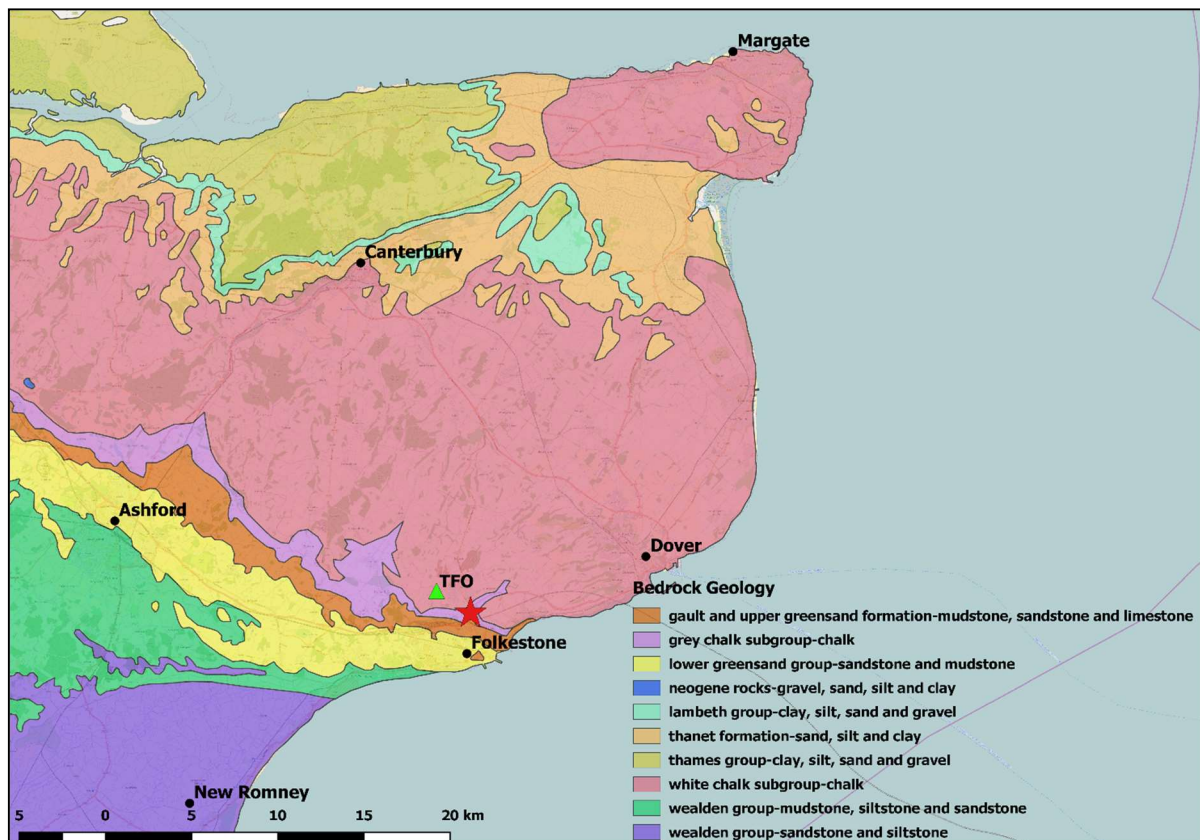 Margate
Canterbury
Ashford
Dover
TFO
Folkestone
New Romney
5 0 5 10 15 20 km
Bedrock Geology
gault and upper greensand formation-mudstone, sandstone and limestone
grey chalk subgroup-chalk
lower greensand group-sandstone and mudstone
neogene rocks-gravel, sand, silt and clay
lambeth group-clay, silt, sand and gravel
thanet formation-sand, silt and clay
thames group-clay, silt, sand and gravel
white chalk subgroup-chalk
wealden group-mudstone, siltstone and sandstone
wealden group-sandstone and siltstone